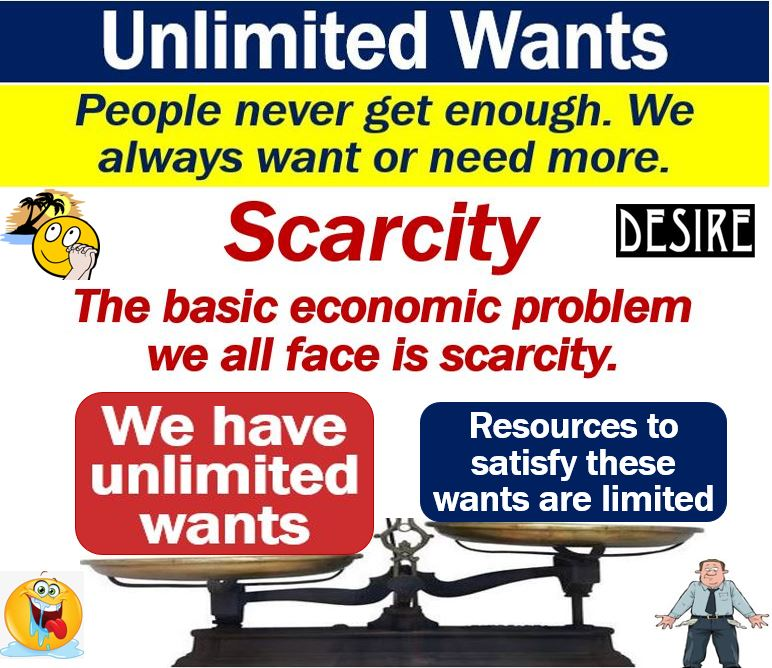 Unlimited Wants
People never get enough. We
always want or need more.
Scarcity
DESIRE
The basic economic problem
we all face is scarcity.
We have
unlimited
wants
Resources to
satisfy these
wants are limited